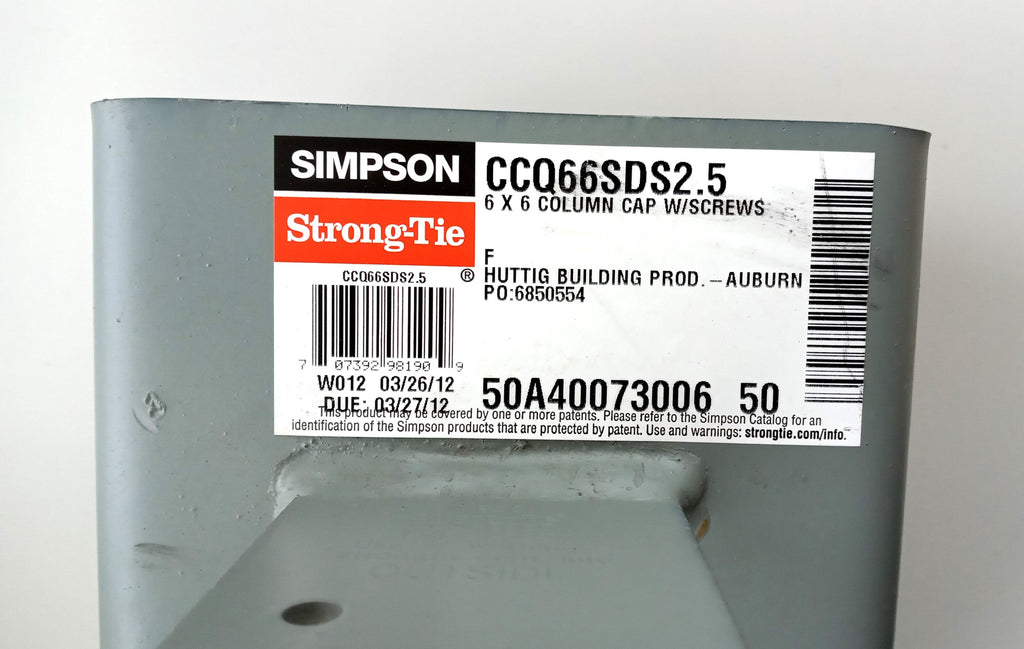 SIMPSON
Strong-Tie
®
CCQ66SDS2.5
6 X 6 COLUMN CAP W/SCREWS
F
HUTTIG BUILDING PROD. – AUBURN
PO:6850554
CCQ66SDS2.5
7 07392 98190 9
W012 03/26/12
DUE: 03/27/12
50A40073006 50
This product may be covered by one or more patents. Please refer to the Simpson Catalog for an
identification of the Simpson products that are protected by patent. Use and warnings: strongtie.com/info.